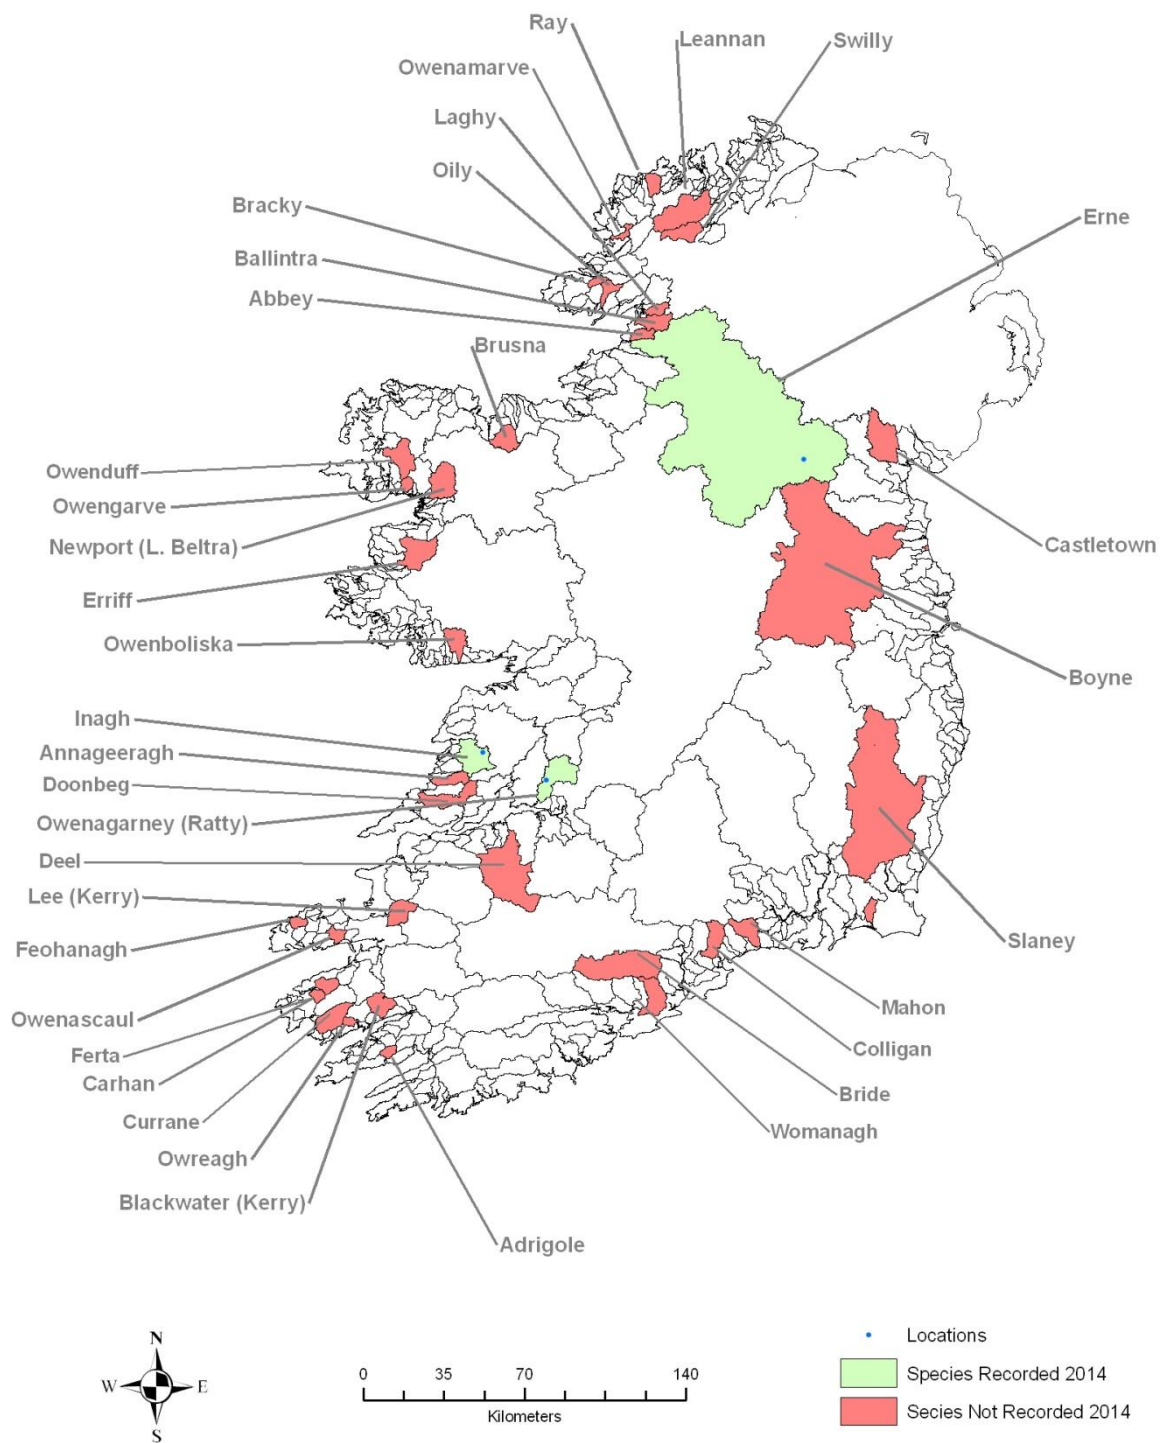 Ray
Leannan
Swilly
Owenamarve
Laghy
Oily
Bracky
Erne
Ballintra
Abbey
Brusna
Owenduff
Owengarve
Newport (L. Beltra)
Castletown
Erriff
Owenboliska
Boyne
Inagh
Annageeragh
Doonbeg
Owenagarney (Ratty)
Deel
Lee (Kerry)
Feohanagh
Slaney
Owenascaul
Mahon
Ferta
Colligan
Carhan
Bride
Currane
Womanagh
Owreagh
Blackwater (Kerry)
Adrigole
N
W E
S
0 35 70 140
Kilometers
Locations
Species Recorded 2014
Secies Not Recorded 2014